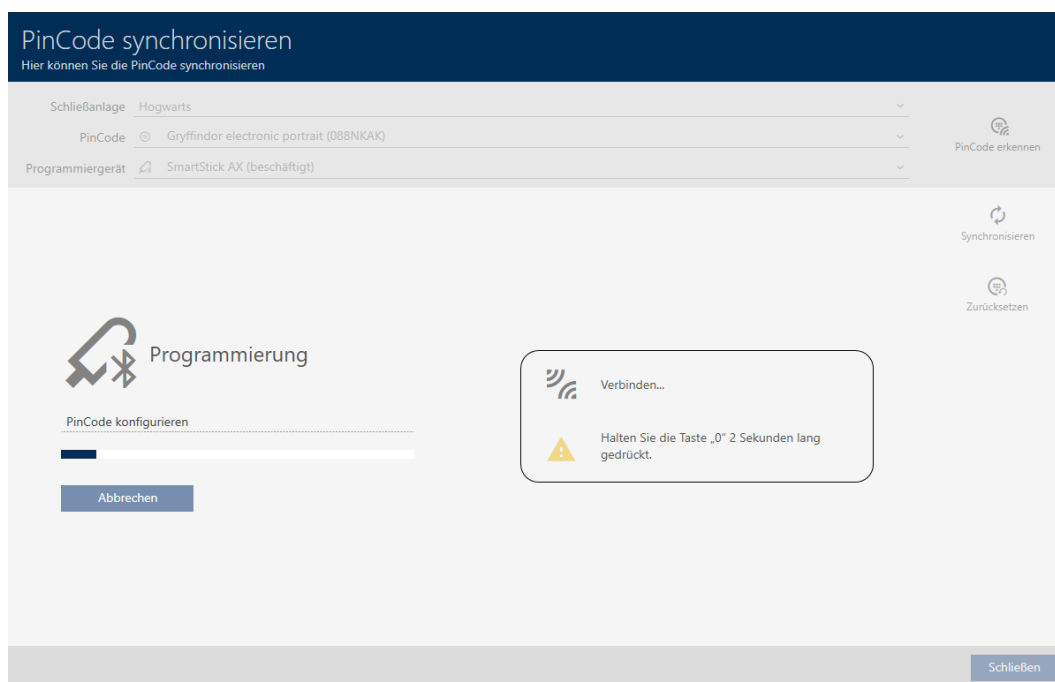 PinCode synchronisieren
Hier können Sie die PinCode synchronisieren
Schließanlage Hogwarts
PinCode Gryffindor electronic portrait (088NKAK)
Programmiergerät SmartStick AX (beschäftigt)
PinCode erkennen
Synchronisieren
Zurücksetzen
Programmierung
PinCode konfigurieren
Abbrechen
Verbinden...
Halten Sie die Taste „0“ 2 Sekunden lang
gedrückt.
Schließen